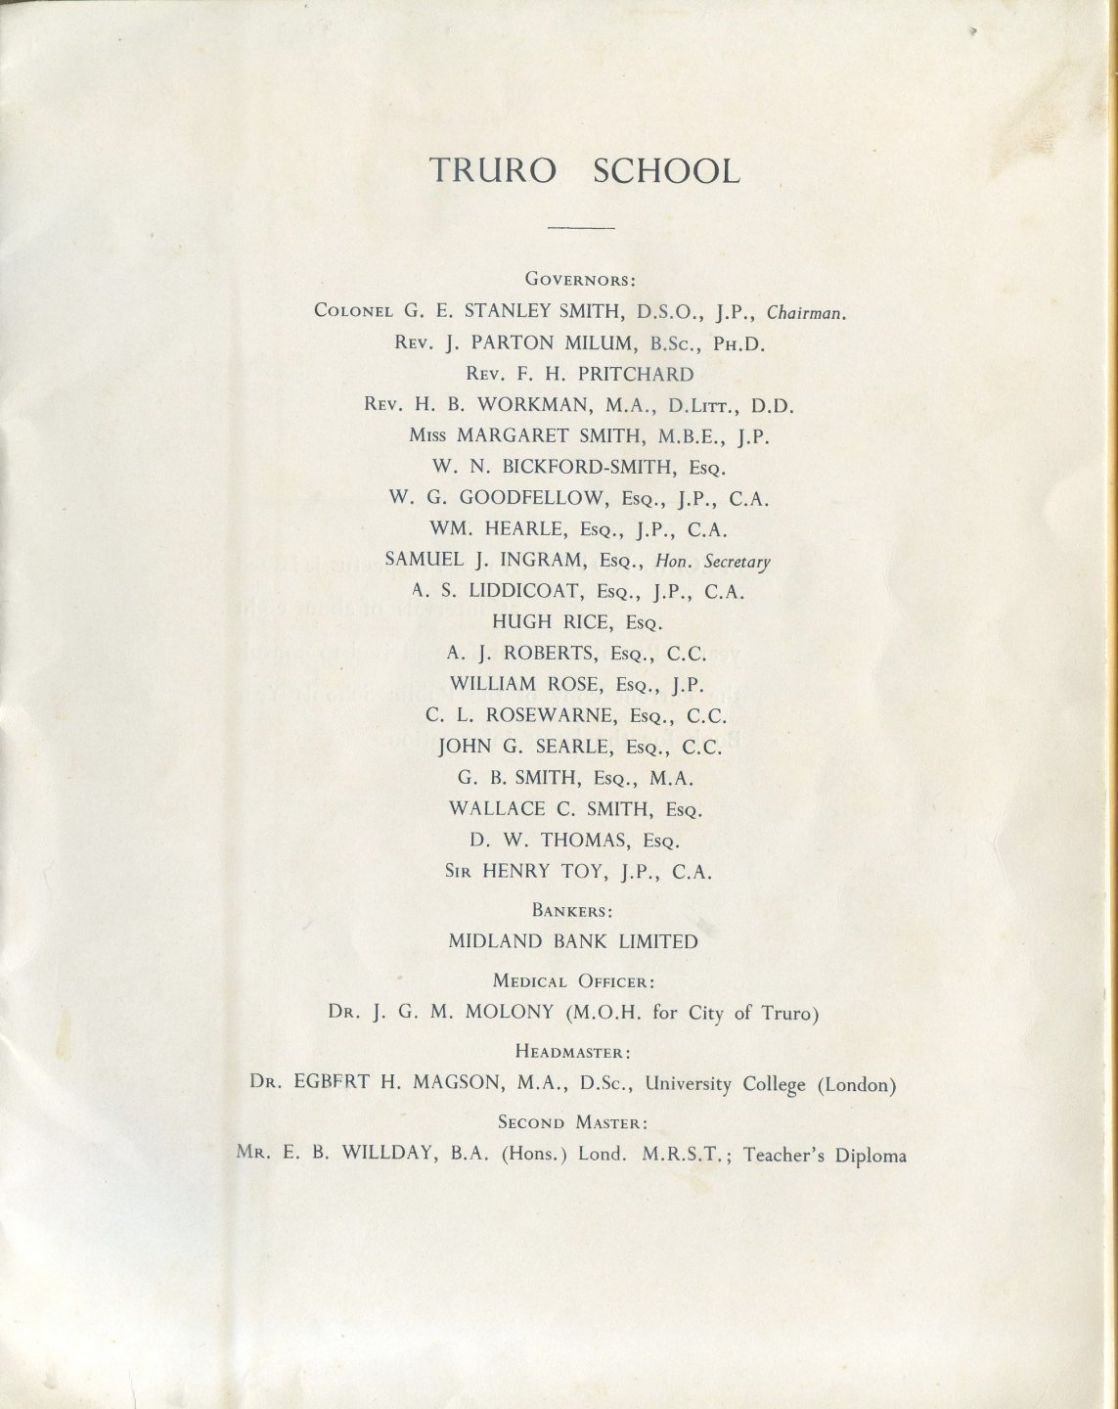 TRURO SCHOOL
Governors:
Colonel G. E. STANLEY SMITH, D.S.O., J.P., Chairman.
Rev. J. PARTON MILUM, B.Sc., Ph.D.
Rev. F. H. PRITCHARD
Rev. H. B. WORKMAN, M.A., D.Litt., D.D.
Miss MARGARET SMITH, M.B.E., J.P.
W. N. BICKFORD-SMITH, Esq.
W. G. GOODFELLOW, Esq., J.P., C.A.
WM. HEARLE, Esq., J.P., C.A.
SAMUEL J. INGRAM, Esq., Hon. Secretary
A. S. LIDDICOAT, Esq., J.P., C.A.
HUGH RICE, Esq.
A. J. ROBERTS, Esq., C.C.
WILLIAM ROSE, Esq., J.P.
C. L. ROSEWARNE, Esq., C.C.
JOHN G. SEARLE, Esq., C.C.
G. B. SMITH, Esq., M.A.
WALLACE C. SMITH, Esq.
D. W. THOMAS, Esq.
Sir HENRY TOY, J.P., C.A.
Bankers:
MIDLAND BANK LIMITED
Medical Officer:
Dr. J. G. M. MOLONY (M.O.H. for City of Truro)
Headmaster:
Dr. EGBERT H. MAGSON, M.A., D.Sc., University College (London)
Second Master:
Mr. E. B. WILLDAY, B.A. (Hons.) Lond. M.R.S.T.; Teacher's Diploma